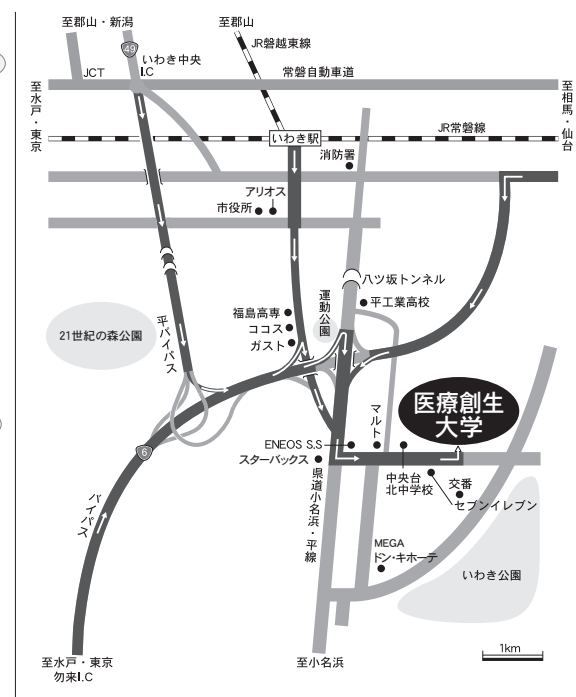 至郡山・新潟
至郡山
49
いわき中央
I.C
JR磐越東線
JCT
常磐自動車道
至水戸・東京
至相馬・仙台
JR常磐線
いわき駅
消防署
アリオス
市役所
八ツ坂トンネル
運動公園
平工業高校
福島高専
ココス
ガスト
21世紀の森公園
平バイパス
医療創生
大学
マルト
ENEOS S.S
スターバックス
中央台
北中学校
交番
セブンイレブン
6
バイパス
県道小名浜・平線
MEGA
ドン・キホーテ
いわき公園
1km
至水戸・東京
勿来I.C
至小名浜